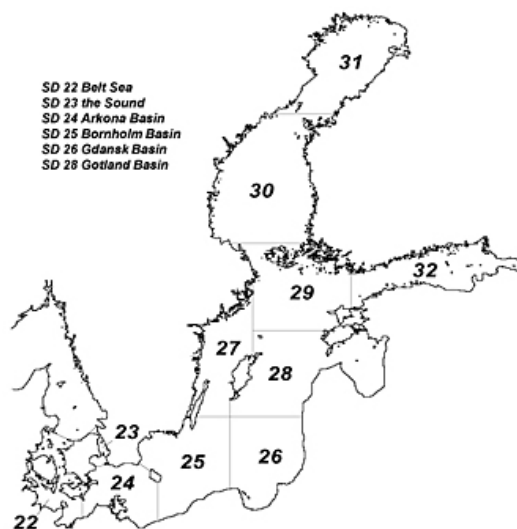 SD 22 Belt Sea
SD 23 the Sound
SD 24 Arkona Basin
SD 25 Bornholm Basin
SD 26 Gdansk Basin
SD 28 Gotland Basin
31
30
32
29
27
28
23
25
26
24
22